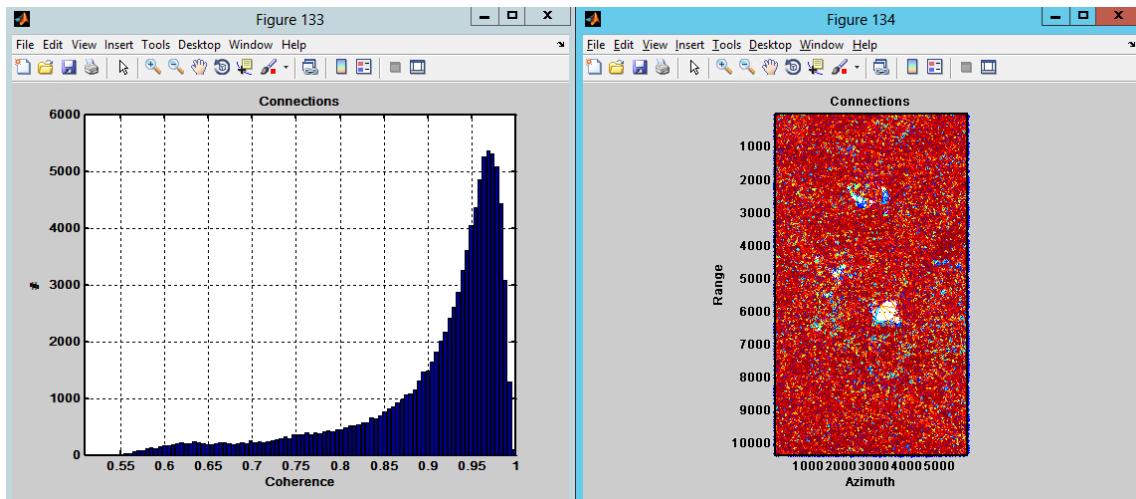 Figure 133
File Edit View Insert Tools Desktop Window Help
Connections
6000
5000
4000
3000
2000
1000
0
#
0.55 0.6 0.65 0.7 0.75 0.8 0.85 0.9 0.95 1
Coherence
Figure 134
File Edit View Insert Tools Desktop Window Help
Connections
1000
2000
3000
4000
5000
6000
7000
8000
9000
10000
Range
1000 2000 3000 4000 5000
Azimuth